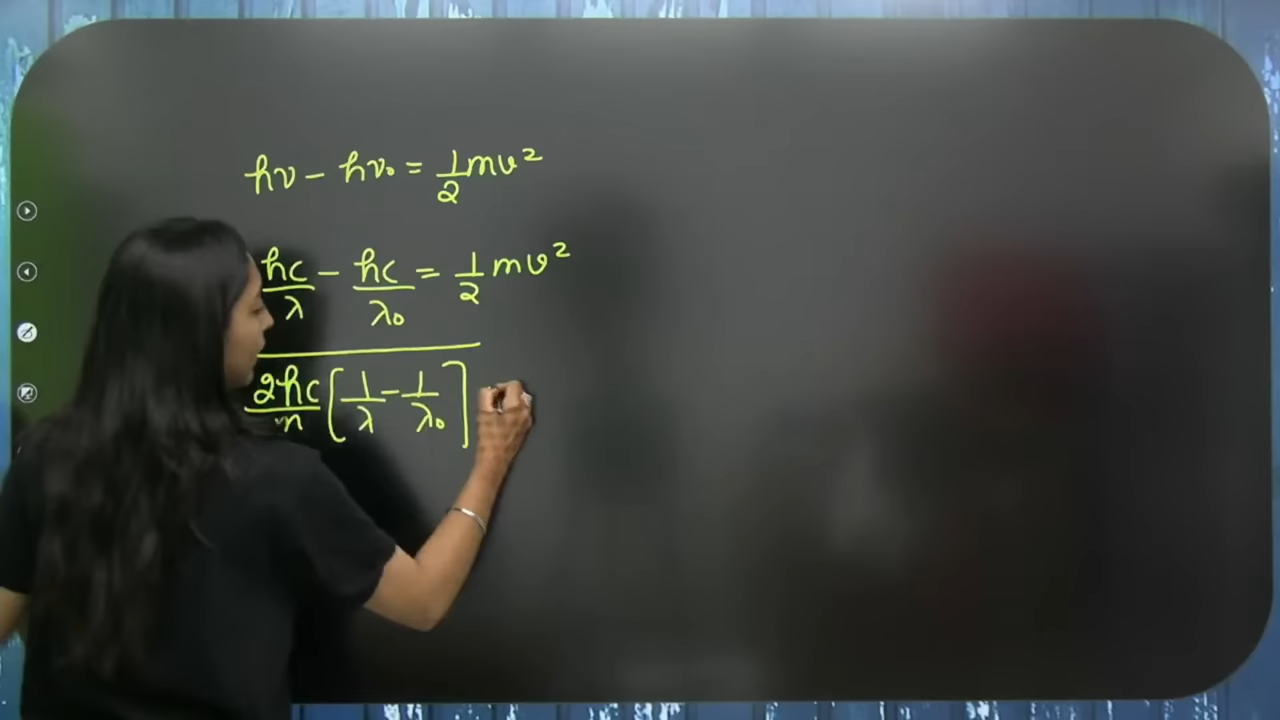 hν - hν₀ = 1/2 mv²
hc/λ - hc/λ₀ = 1/2 mv²
2hc/m [1/λ - 1/λ₀]